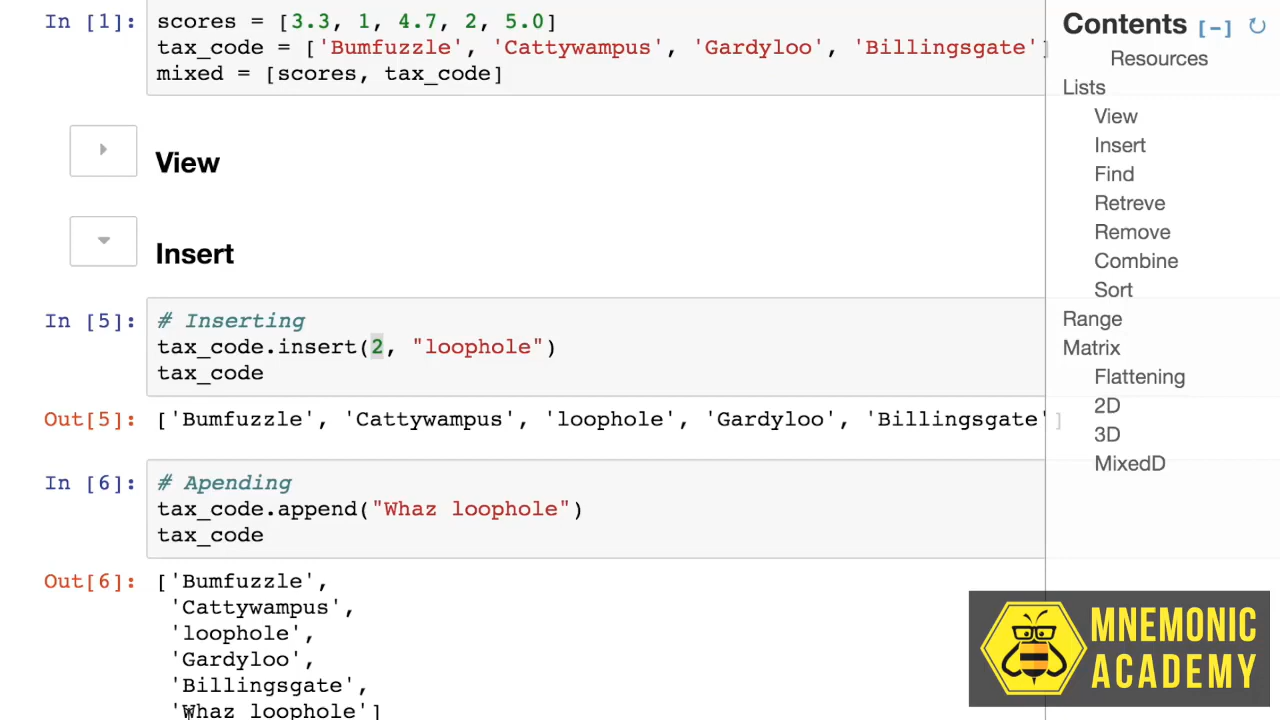 In [1]: scores = [3.3, 1, 4.7, 2, 5.0]
tax_code = ['Bumfuzzle', 'Cattywampus', 'Gardyloo', 'Billingsgate']
mixed = [scores, tax_code]
View
Insert
In [5]: # Inserting
tax_code.insert(2, "loophole")
tax_code
Out[5]: ['Bumfuzzle', 'Cattywampus', 'loophole', 'Gardyloo', 'Billingsgate']
In [6]: # Apending
tax_code.append("Whaz loophole")
tax_code
Out[6]: ['Bumfuzzle',
'Cattywampus',
'loophole',
'Gardyloo',
'Billingsgate',
'Whaz loophole']
Contents [-]
Resources
Lists
View
Insert
Find
Retreve
Remove
Combine
Sort
Range
Matrix
Flattening
2D
3D
MixedD
MNEMONIC
ACADEMY